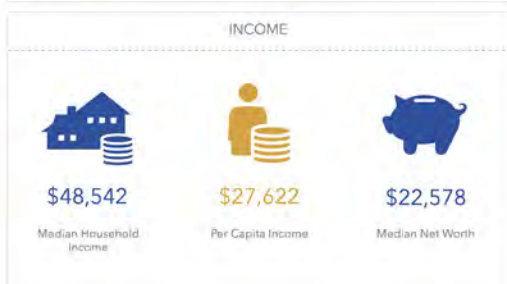 INCOME
$48,542
$27,622
$22,578
Median Household
Income
Per Capita Income
Median Net Worth